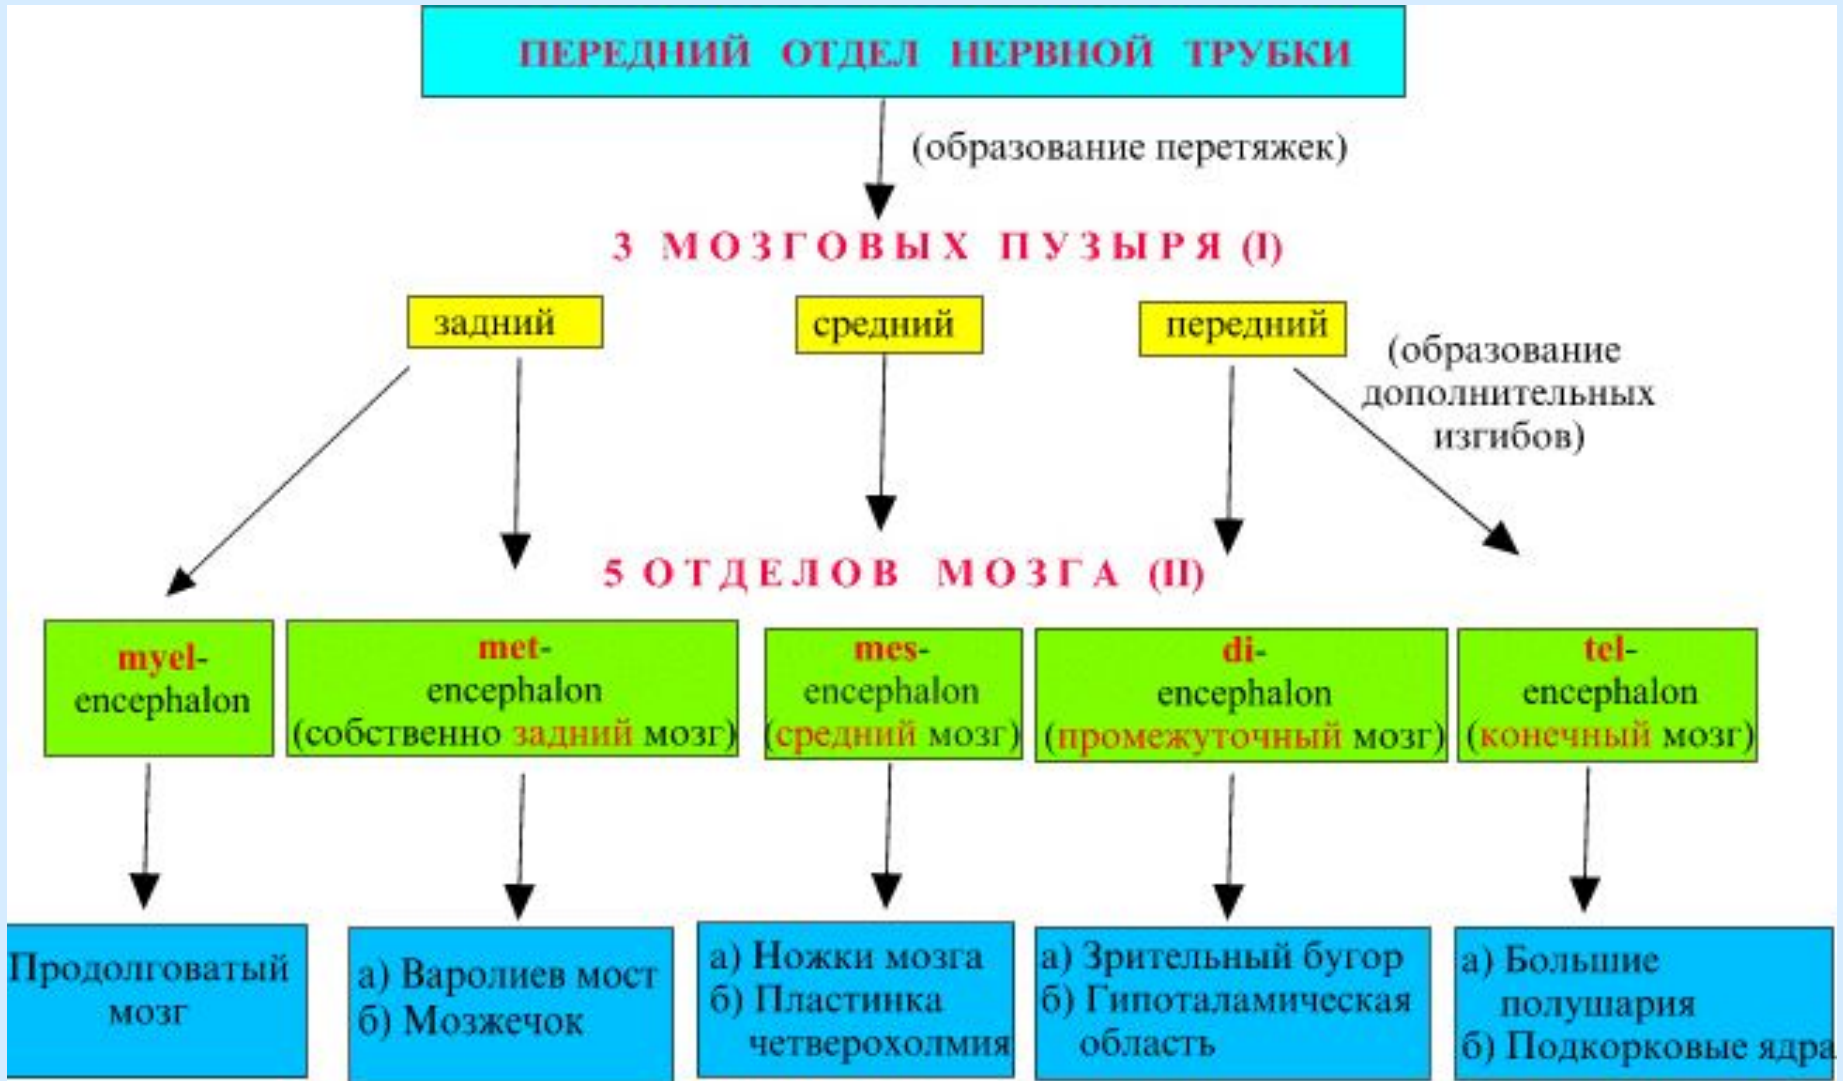 ПЕРЕДНИЙ ОТДЕЛ НЕРВНОЙ ТРУБКИ
(образование перетяжек)
3 МОЗГОВЫХ ПУЗЫРЯ (I)
задний
средний
передний
(образование
дополнительных
изгибов)
5 ОТДЕЛОВ МОЗГА (II)
myel-
encephalon
met-
encephalon
(собственно задний мозг)
mes-
encephalon
(средний мозг)
di-
encephalon
(промежуточный мозг)
tel-
encephalon
(конечный мозг)
Продолговатый
мозг
а) Варолиев мост
б) Мозжечок
а) Ножки мозга
б) Пластинка
четверохолмия
а) Зрительный бугор
б) Гипоталамическая
область
а) Большие
полушария
б) Подкорковые ядра